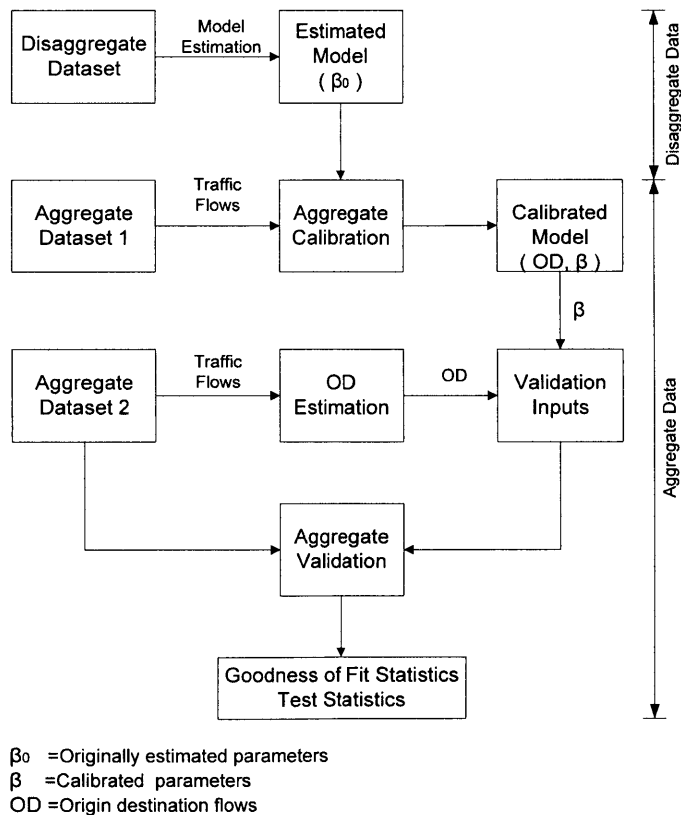 Disaggregate
Dataset
Model
Estimation
Estimated
Model
( β₀ )
Disaggregate Data
Aggregate
Dataset 1
Traffic
Flows
Aggregate
Calibration
Calibrated
Model
( OD, β )
β
Aggregate
Dataset 2
Traffic
Flows
OD
Estimation
OD
Validation
Inputs
Aggregate Data
Aggregate
Validation
Goodness of Fit Statistics
Test Statistics
β₀ =Originally estimated parameters
β =Calibrated parameters
OD =Origin destination flows